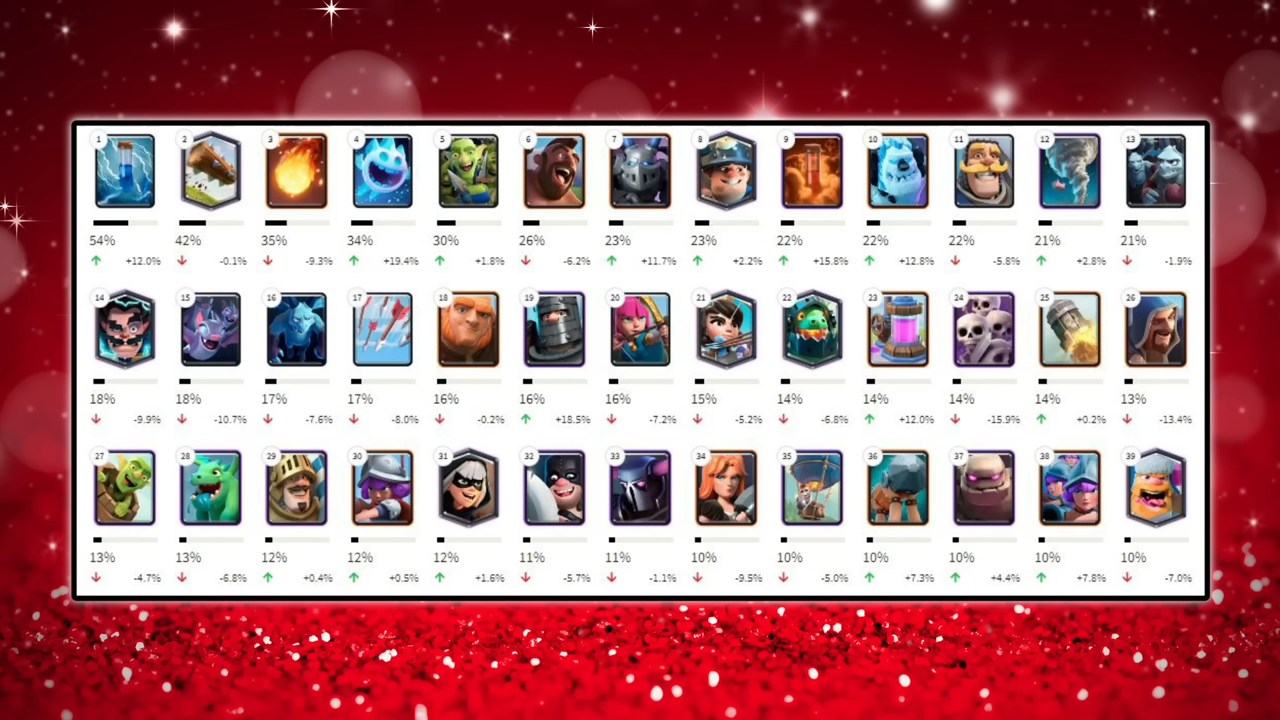 1 2 3 4 5 6 7 8 9 10 11 12 13
54% 42% 35% 34% 30% 26% 23% 23% 22% 22% 22% 21% 21%
+12.0% -0.1% -9.3% +19.4% +1.8% -6.2% +11.7% +2.2% +15.8% +12.8% -5.8% +2.8% -1.9%
14 15 16 17 18 19 20 21 22 23 24 25 26
18% 18% 17% 17% 16% 16% 16% 15% 14% 14% 14% 14% 13%
-9.9% -10.7% -7.6% -8.0% -0.2% +18.5% -7.2% -5.2% -6.8% +12.0% -15.9% +0.2% -13.4%
27 28 29 30 31 32 33 34 35 36 37 38 39
13% 13% 12% 12% 12% 11% 11% 10% 10% 10% 10% 10% 10%
-4.7% -6.8% +0.4% +0.5% +1.6% -5.7% -1.1% -9.5% -5.0% +7.3% +4.4% +7.8% -7.0%